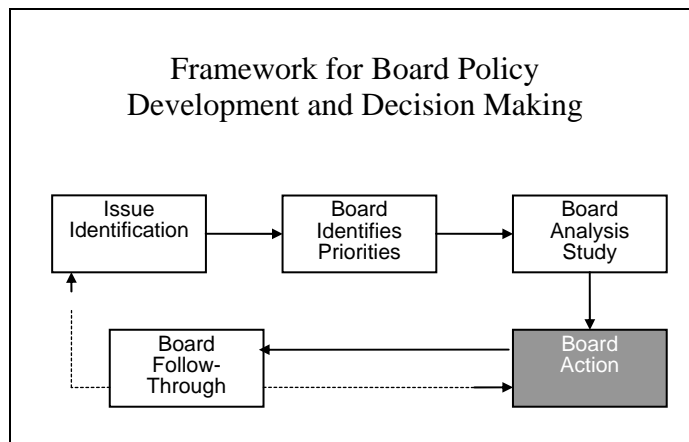 Framework for Board Policy
Development and Decision Making
Issue
Identification
Board
Identifies
Priorities
Board
Analysis
Study
Board
Follow-
Through
Board
Action